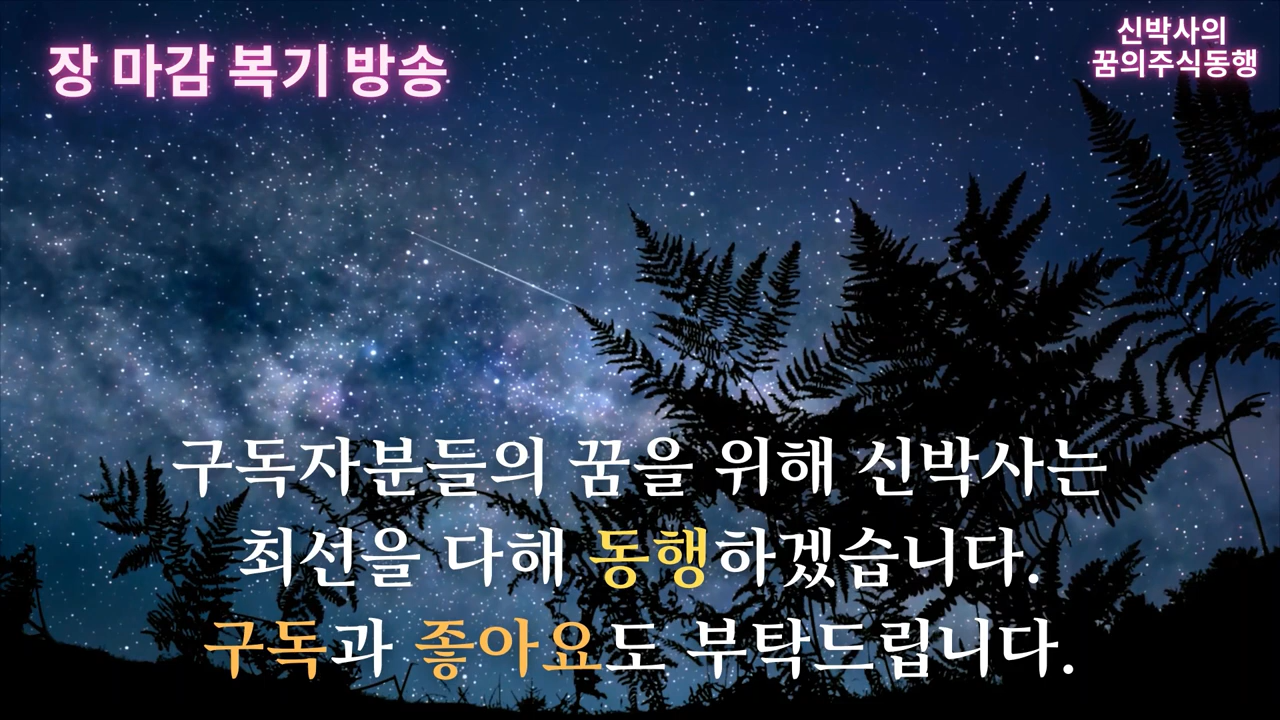 장 마감 복기 방송
신박사의
꿈의주식동행
구독자분들의 꿈을 위해 신박사는
최선을 다해 동행하겠습니다.
구독과 좋아요도 부탁드립니다.